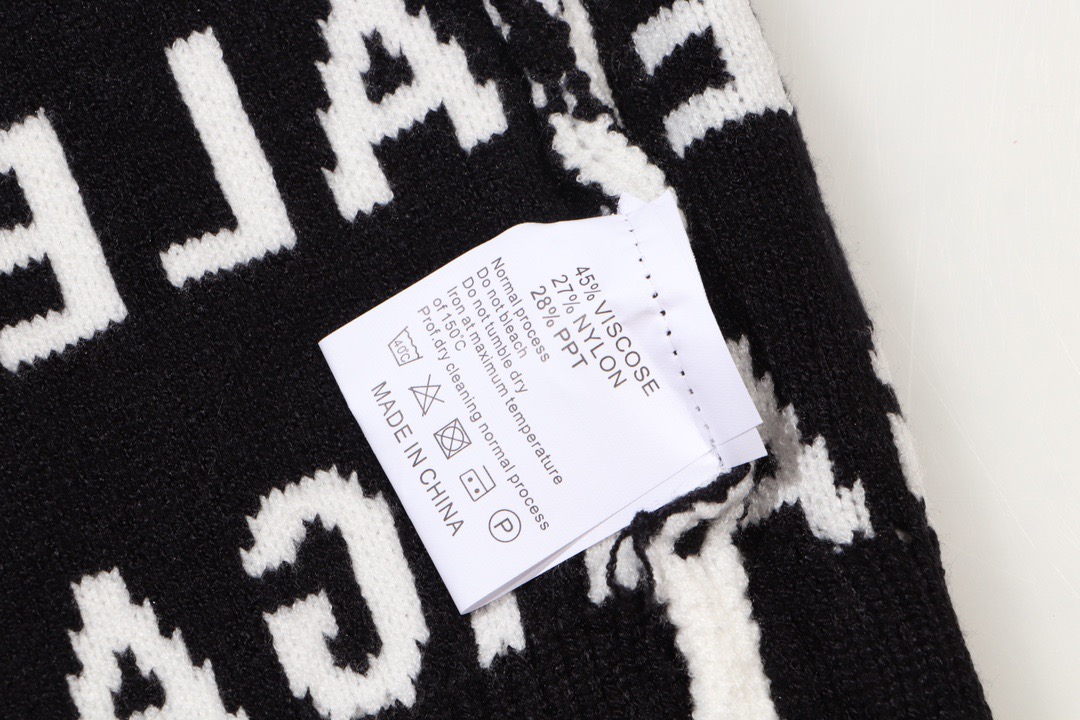 45% VISCOSE
27% NYLON
28% PPT
Normal process
Do not bleach
Do not tumble dry
Iron at maximum temperature
of 150°C
Prof.dry cleaning normal process
40°C
P
MADE IN CHINA